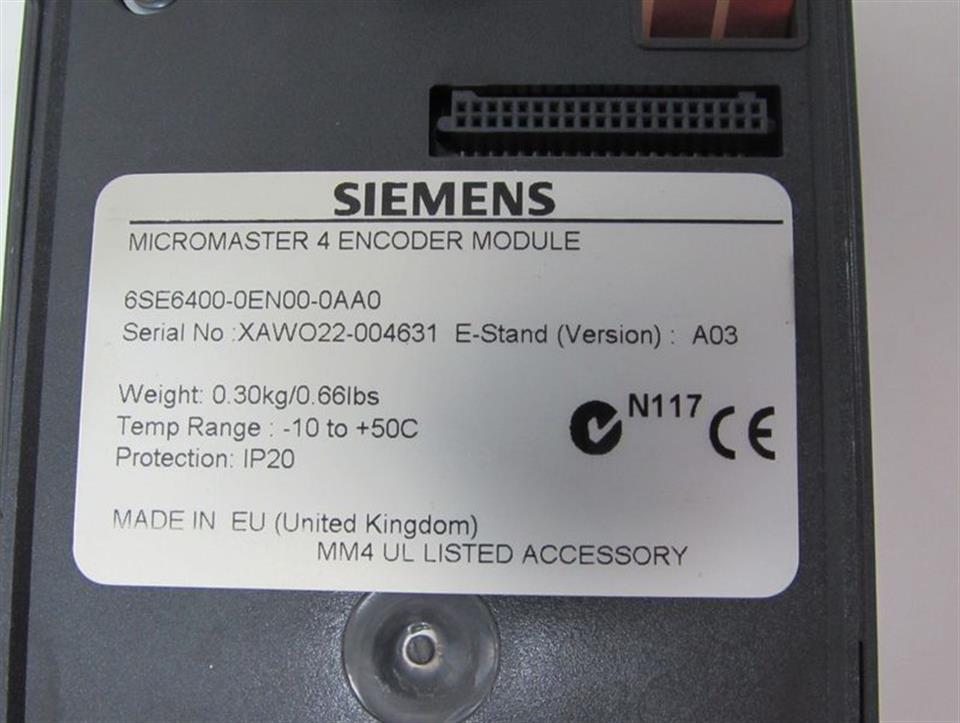 SIEMENS
MICROMASTER 4 ENCODER MODULE
6SE6400-0EN00-0AA0
Serial No :XAWO22-004631 E-Stand (Version) : A03
Weight: 0.30kg/0.66lbs
Temp Range : -10 to +50C
Protection: IP20
N117 CE
MADE IN EU (United Kingdom)
MM4 UL LISTED ACCESSORY